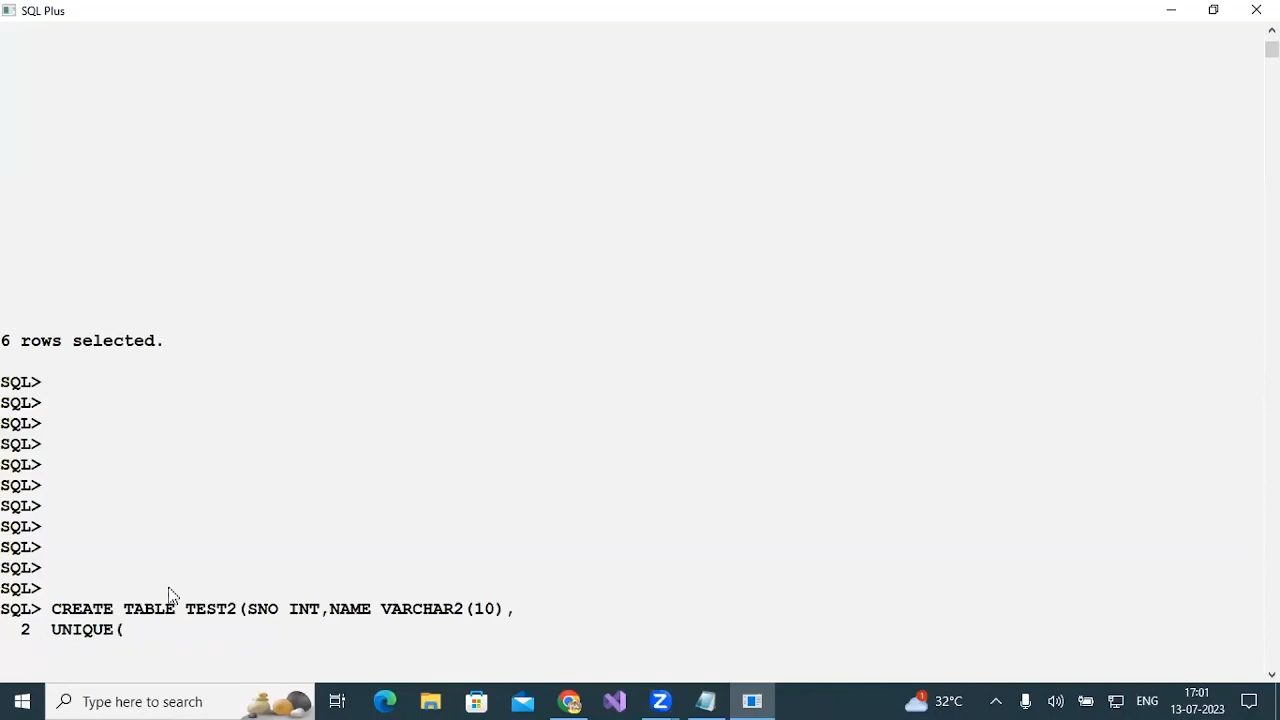 SQL Plus
6 rows selected.
SQL>
SQL>
SQL>
SQL>
SQL>
SQL>
SQL>
SQL>
SQL>
SQL>
SQL>
SQL> CREATE TABLE TEST2(SNO INT,NAME VARCHAR2(10),
2 UNIQUE(
Type here to search
1
32°C
ENG
17:01
13-07-2023